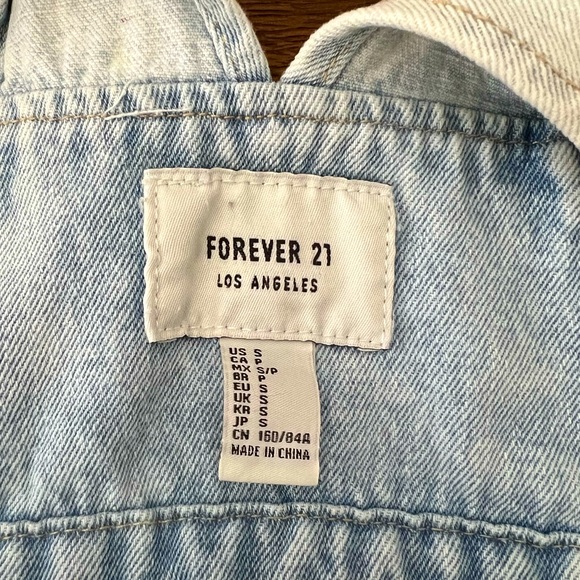 FOREVER 21
LOS ANGELES
US S
CA P
MX S/P
BR P
EU S
UK S
KR S
JP S
CN 160/84A
MADE IN CHINA